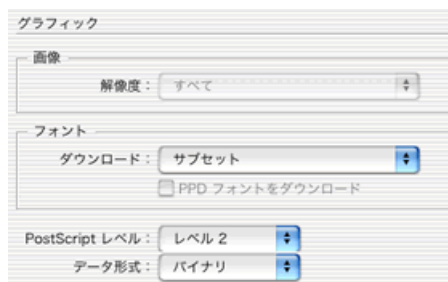 グラフィック
画像
解像度： すべて
フォント
ダウンロード： サブセット
PPD フォントをダウンロード
PostScript レベル： レベル 2
データ形式： バイナリ